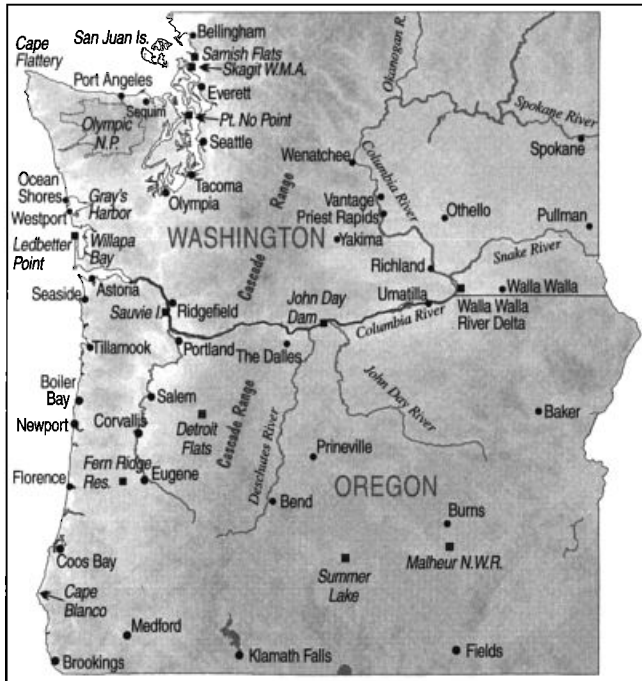 San Juan Is.
Bellingham
Cape
Flattery
Samish Flats
Skagit W.M.A.
Okanogan R.
Port Angeles
Everett
Sequim
Olympic
N.P.
Pt. No Point
Spokane River
Seattle
Spokane
Wenatchee
Columbia River
Tacoma
Olympia
Ocean
Shores
Gray's
Harbor
Westport
Range
Vantage
Priest Rapids
Othello
Pullman
Ledbetter
Point
Willapa
Bay
WASHINGTON
Yakima
Snake River
Richland
Cascade
Astoria
Seaside
Sauvie I.
Ridgefield
John Day
Dam
Umatilla
Walla Walla
Columbia River
Walla Walla
River Delta
Tillamook
Portland
The Dalles
John Day River
Boiler
Bay
Salem
Cascade Range
Detroit
Flats
Deschutes River
Baker
Newport
Corvallis
Fern Ridge
Res.
Prineville
Florence
Eugene
OREGON
Bend
Burns
Coos Bay
Summer
Lake
Malheur N.W.R.
Cape
Blanco
Medford
Brookings
Klamath Falls
Fields